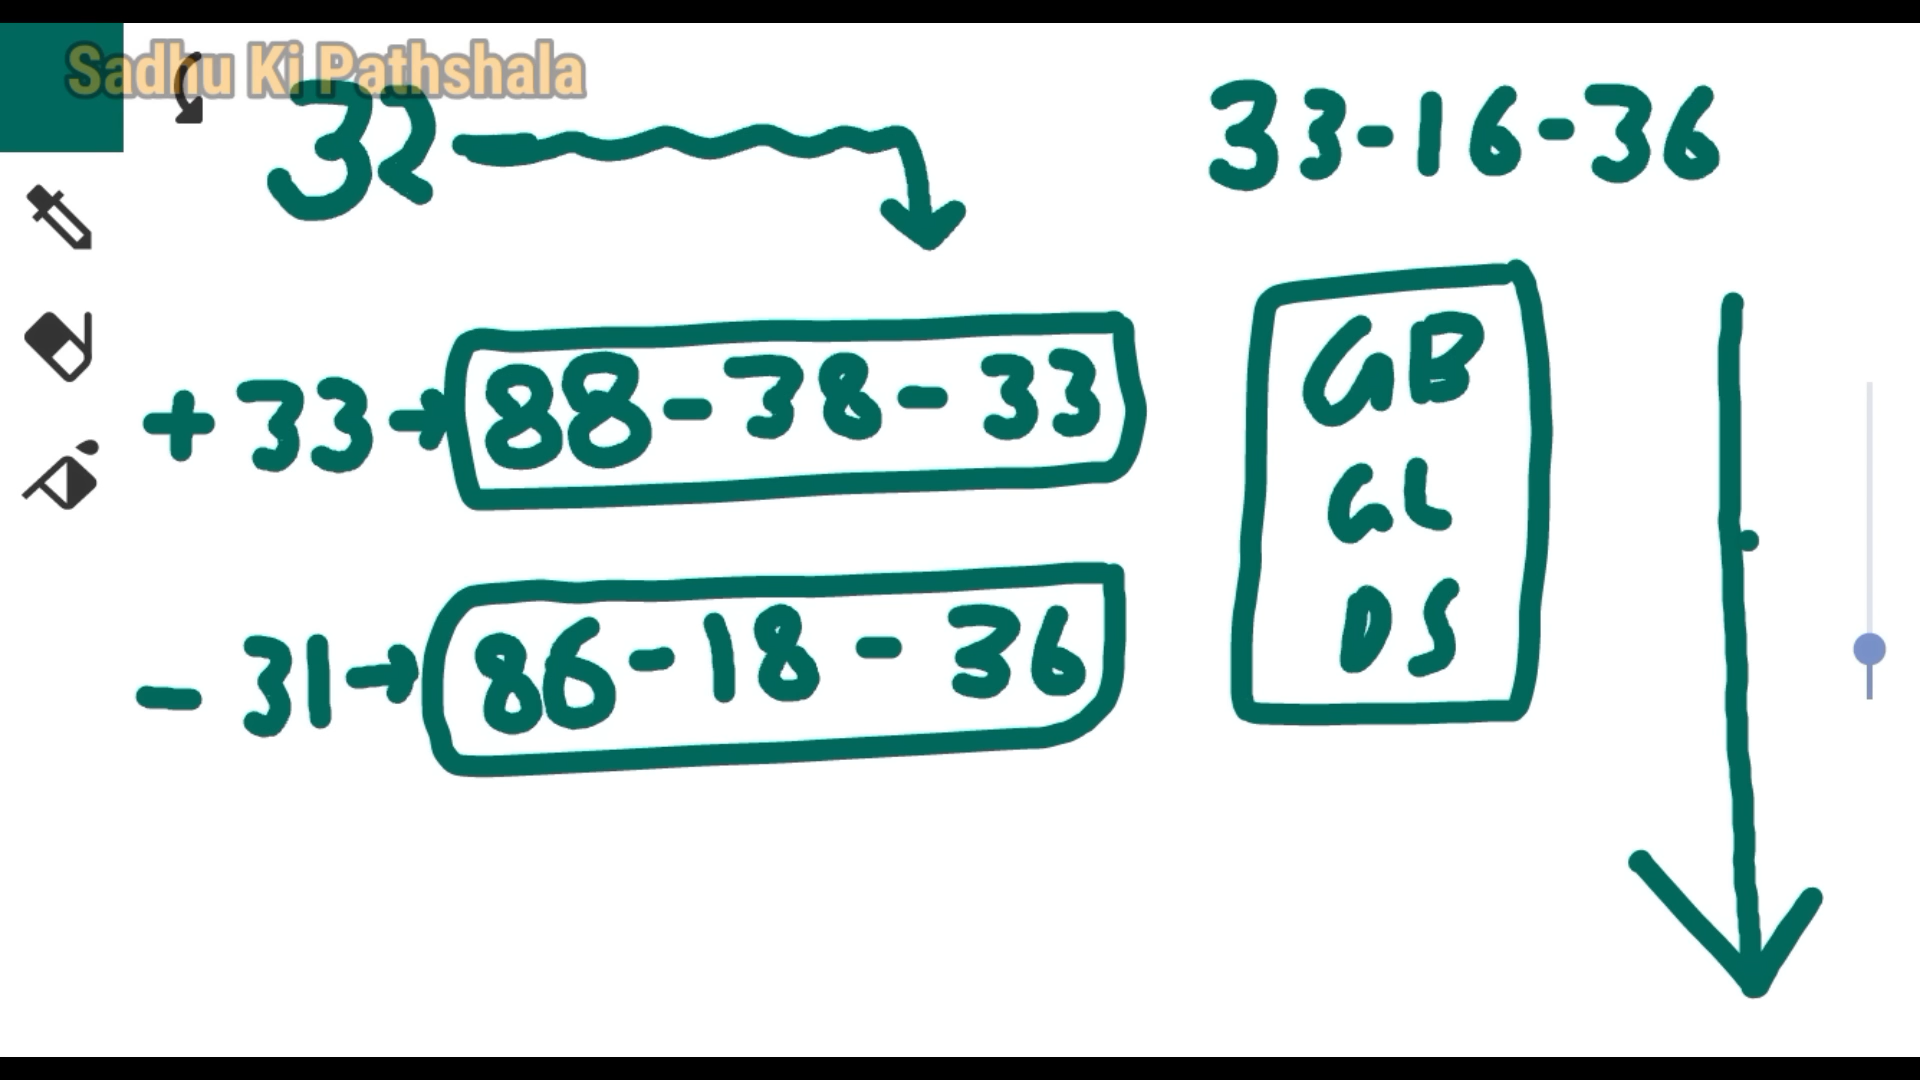 Sadhu Ki Pathshala
32
33-16-36
+33→ 88-38-33
-31→ 86-18-36
GB
GL
DS